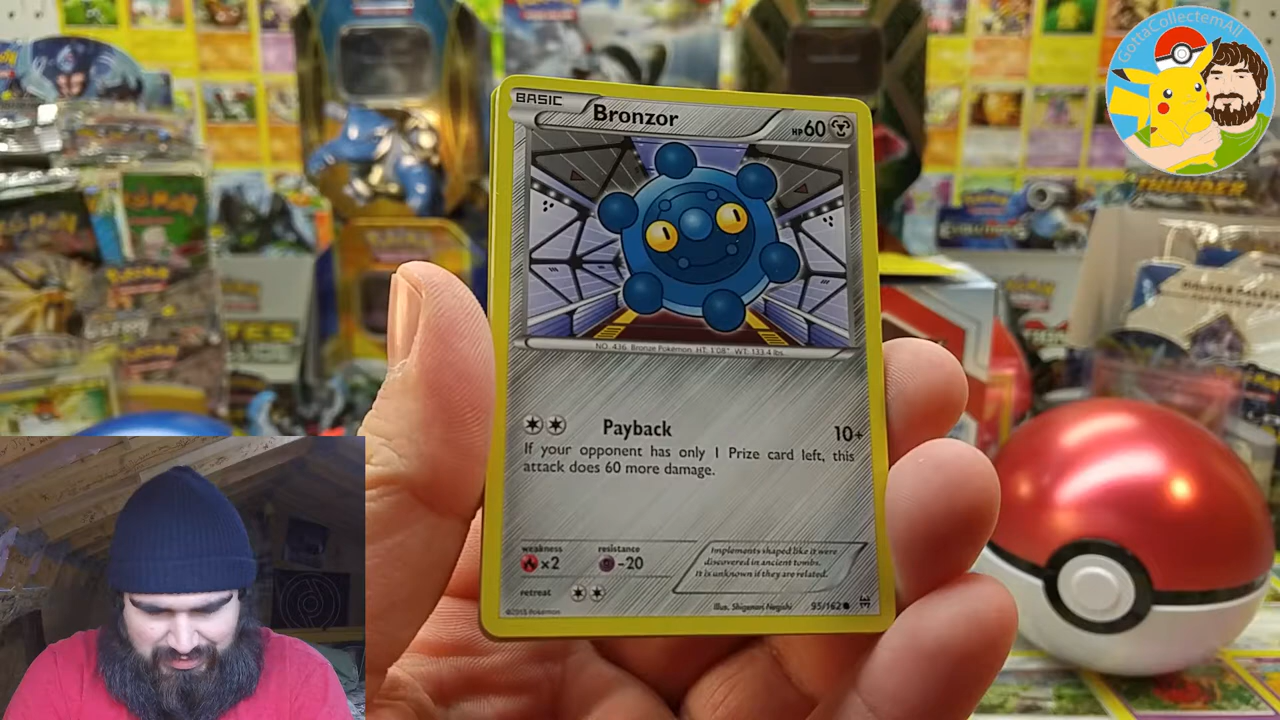 GottaCollectemAll
BASIC Bronzor HP60
NO. 436 Bronze Pokémon HT: 1'08" WT: 133.4 lbs.
Payback 10+
If your opponent has only 1 Prize card left, this
attack does 60 more damage.
weakness resistance
×2 -20
retreat
Implements shaped like it were
discovered in ancient tombs.
It is unknown if they are related.
Illus. Shigenori Negishi 95/162
©2015 Pokémon
THUNDER
EVOLUTIONS